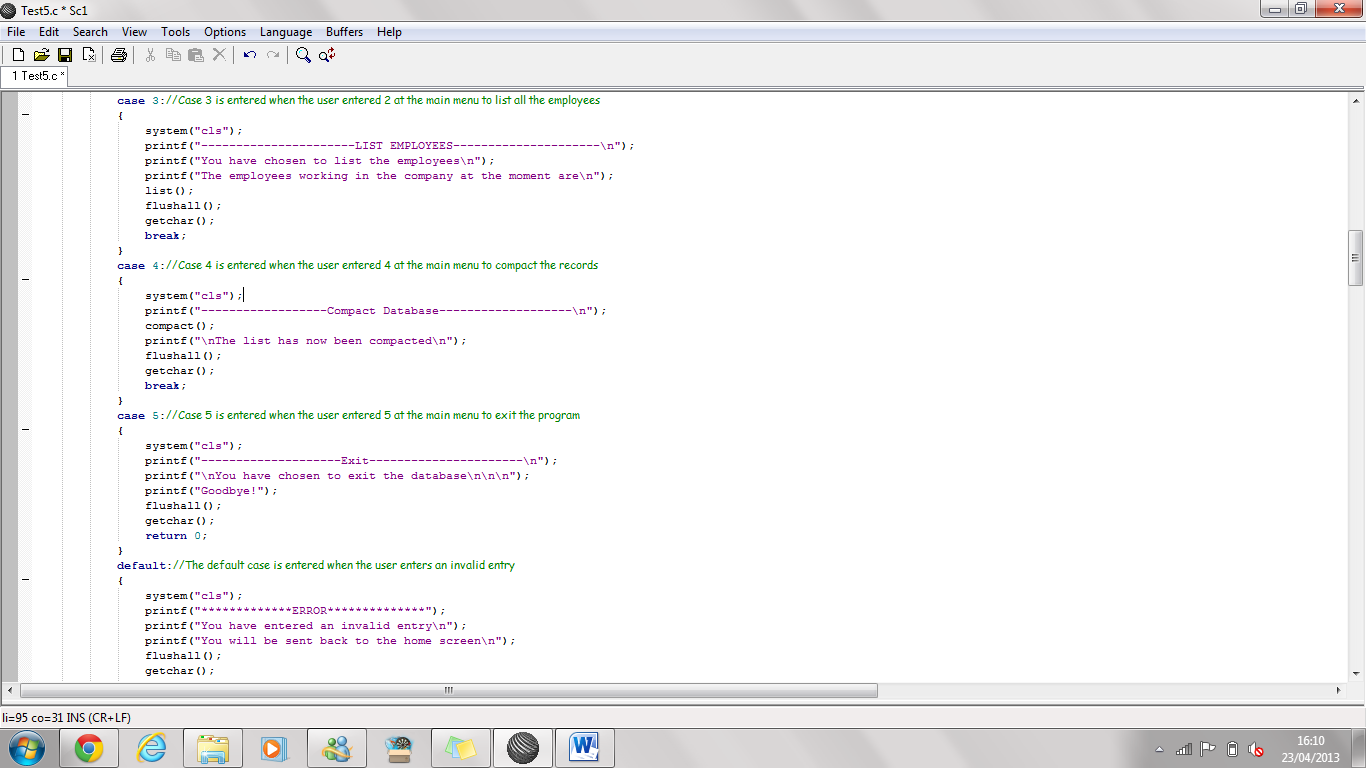 Test5.c * Sc1
File Edit Search View Tools Options Language Buffers Help
1 Test5.c *
case 3://Case 3 is entered when the user entered 2 at the main menu to list all the employees
{
system("cls");
printf("----------------------LIST EMPLOYEES---------------------\n");
printf("You have chosen to list the employees\n");
printf("The employees working in the company at the moment are\n");
list();
flushall();
getchar();
break;
}
case 4://Case 4 is entered when the user entered 4 at the main menu to compact the records
{
system("cls");
printf("------------------Compact Database-------------------\n");
compact();
printf("\nThe list has now been compacted\n");
flushall();
getchar();
break;
}
case 5://Case 5 is entered when the user entered 5 at the main menu to exit the program
{
system("cls");
printf("--------------------Exit----------------------\n");
printf("\nYou have chosen to exit the database\n\n\n");
printf("Goodbye!");
flushall();
getchar();
return 0;
}
default://The default case is entered when the user enters an invalid entry
{
system("cls");
printf("*************ERROR**************");
printf("You have entered an invalid entry\n");
printf("You will be sent back to the home screen\n");
flushall();
getchar();
li=95 co=31 INS (CR+LF)
16:10
23/04/2013